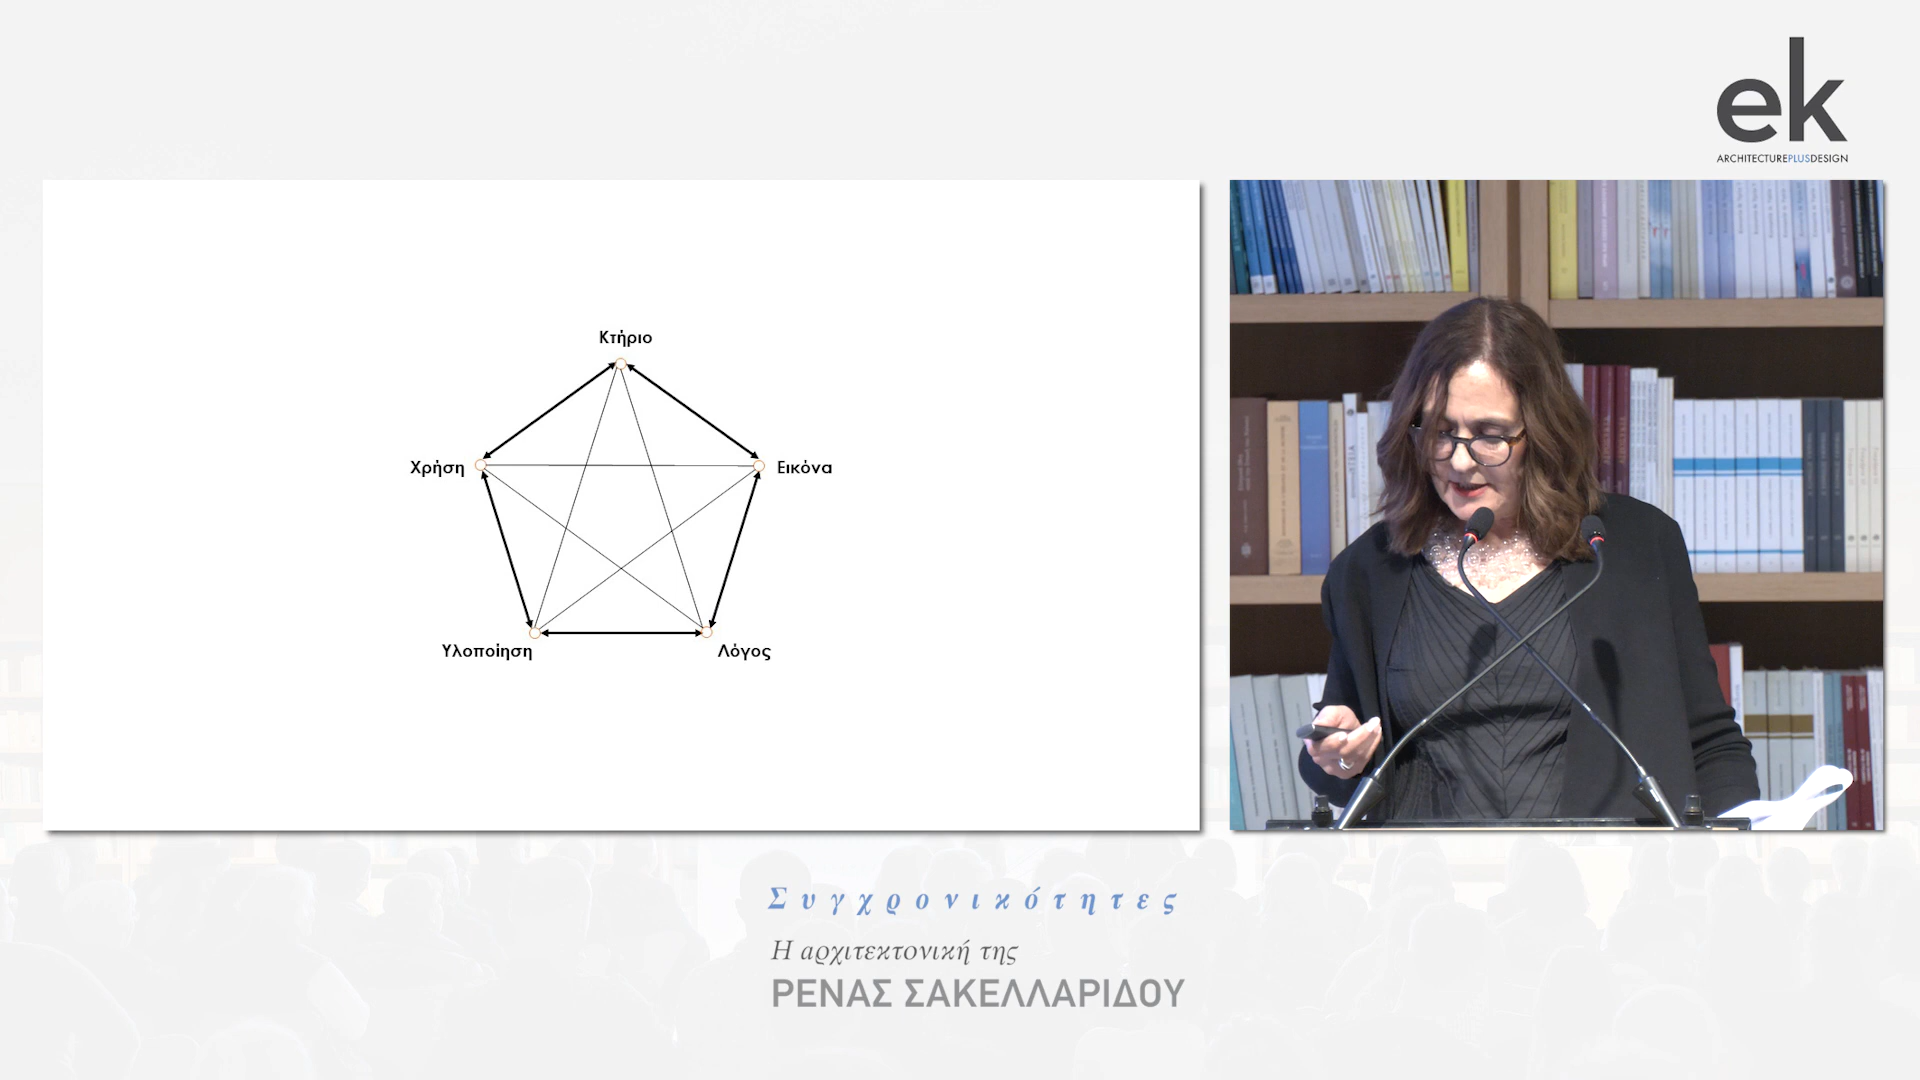 ek
ARCHITECTUREPLUSDESIGN
Κτήριο
Χρήση
Εικόνα
Υλοποίηση
Λόγος
Συγχρονικότητες
Η αρχιτεκτονική της
ΡΕΝΑΣ ΣΑΚΕΛΛΑΡΙΔΟΥ